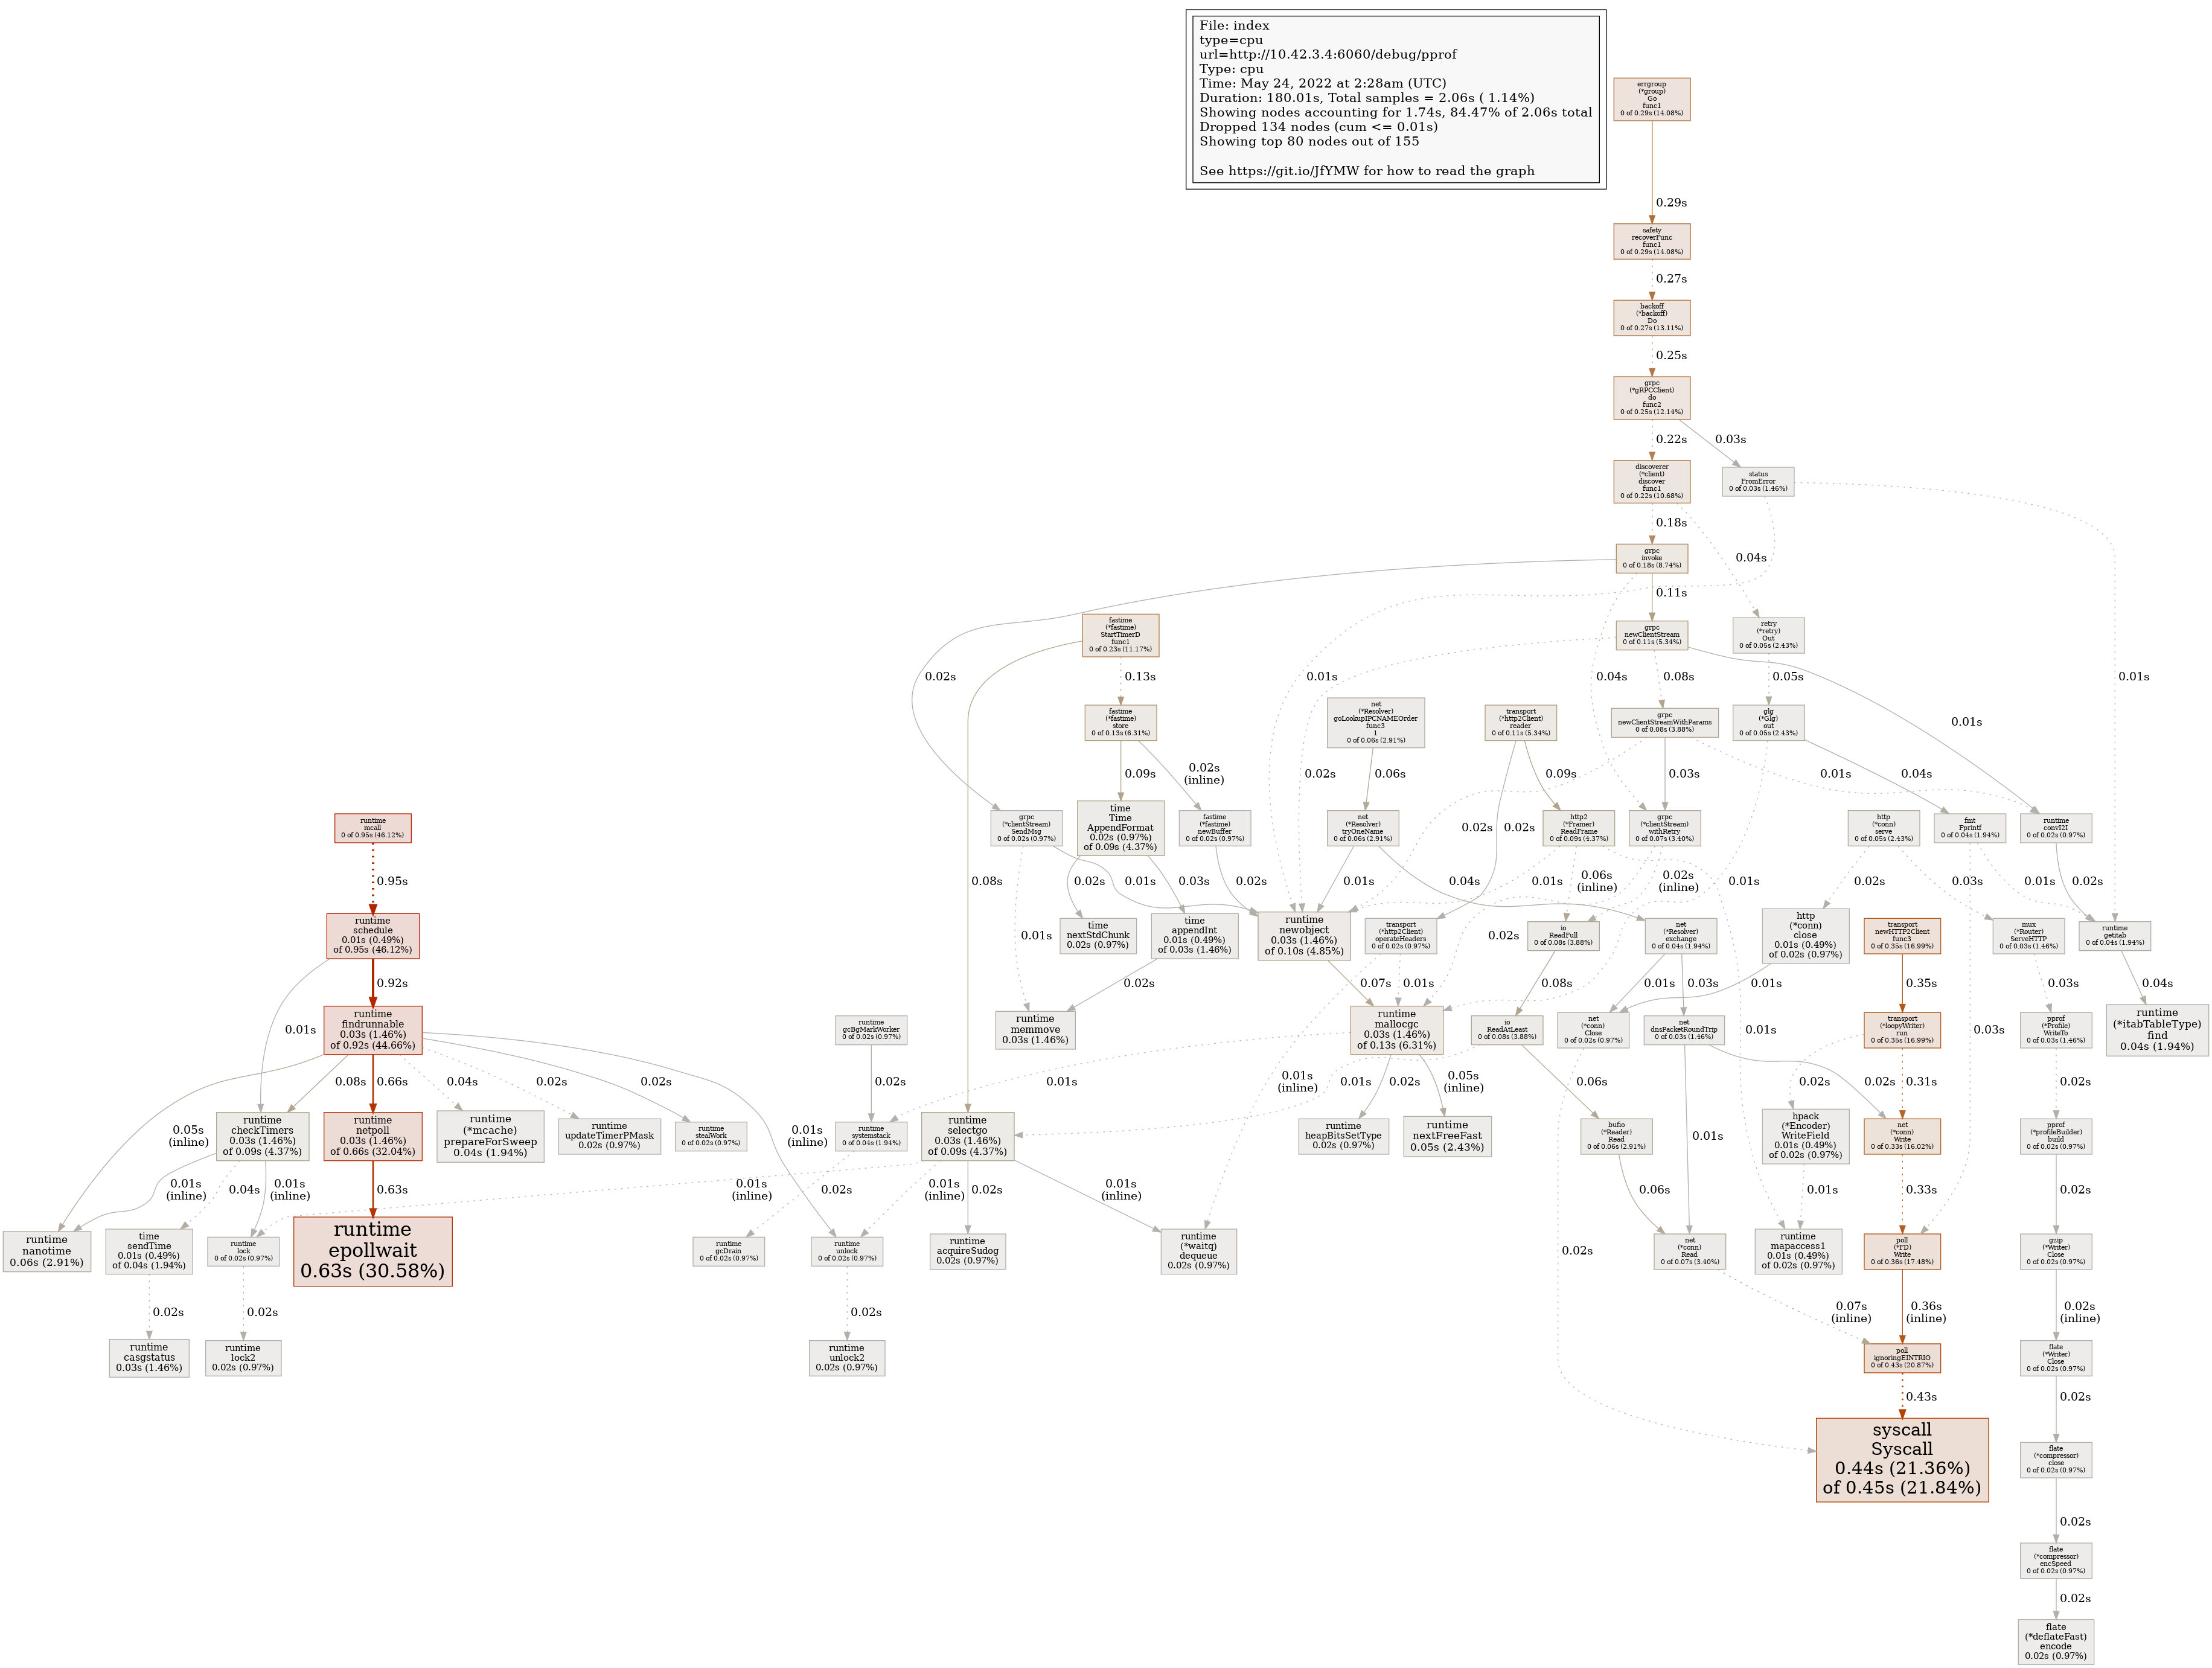 File: index
type=cpu
url=http://10.42.3.4:6060/debug/pprof
Type: cpu
Time: May 24, 2022 at 2:28am (UTC)
Duration: 180.01s, Total samples = 2.06s ( 1.14%)
Showing nodes accounting for 1.74s, 84.47% of 2.06s total
Dropped 134 nodes (cum <= 0.01s)
Showing top 80 nodes out of 155
See https://git.io/JfYMW for how to read the graph
errgroup
(*group)
Go
func1
0 of 0.29s (14.08%)
0.29s
safety
recoverFunc
func1
0 of 0.29s (14.08%)
0.27s
backoff
(*backoff)
Do
0 of 0.27s (13.11%)
0.25s
grpc
(*gRPCClient)
do
func2
0 of 0.25s (12.14%)
0.22s
0.03s
discoverer
(*client)
discover
func1
0 of 0.22s (10.68%)
status
FromError
0 of 0.03s (1.46%)
0.18s
0.04s
grpc
invoke
0 of 0.18s (8.74%)
0.11s
fastime
(*fastime)
StartTimerD
func1
0 of 0.23s (11.17%)
grpc
newClientStream
0 of 0.11s (5.34%)
retry
(*retry)
Out
0 of 0.05s (2.43%)
0.02s
0.13s
0.01s
0.04s
0.08s
0.05s
0.01s
fastime
(*fastime)
store
0 of 0.13s (6.31%)
net
(*Resolver)
goLookupIPCNAMEOrder
func3
1
0 of 0.06s (2.91%)
transport
(*http2Client)
reader
0 of 0.11s (5.34%)
grpc
newClientStreamWithParams
0 of 0.08s (3.88%)
glg
(*Glg)
out
0 of 0.05s (2.43%)
0.01s
0.09s
0.02s
(inline)
0.02s
0.06s
0.09s
0.03s
0.01s
0.04s
runtime
mcall
0 of 0.95s (46.12%)
grpc
(*clientStream)
SendMsg
0 of 0.02s (0.97%)
time
Time
AppendFormat
0.02s (0.97%)
of 0.09s (4.37%)
fastime
(*fastime)
newBuffer
0 of 0.02s (0.97%)
net
(*Resolver)
tryOneName
0 of 0.06s (2.91%)
http2
(*Framer)
ReadFrame
0 of 0.09s (4.37%)
grpc
(*clientStream)
withRetry
0 of 0.07s (3.40%)
http
(*conn)
serve
0 of 0.05s (2.43%)
fmt
Fprintf
0 of 0.04s (1.94%)
runtime
convI2I
0 of 0.02s (0.97%)
0.02s
0.02s
0.95s
0.08s
0.02s
0.01s
0.03s
0.02s
0.01s
0.04s
0.01s
0.06s
(inline)
0.02s
(inline)
0.01s
0.02s
0.03s
0.01s
0.02s
runtime
schedule
0.01s (0.49%)
of 0.95s (46.12%)
time
nextStdChunk
0.02s (0.97%)
time
appendInt
0.01s (0.49%)
of 0.03s (1.46%)
runtime
newobject
0.03s (1.46%)
of 0.10s (4.85%)
transport
(*http2Client)
operateHeaders
0 of 0.02s (0.97%)
io
ReadFull
0 of 0.08s (3.88%)
net
(*Resolver)
exchange
0 of 0.04s (1.94%)
http
(*conn)
close
0.01s (0.49%)
of 0.02s (0.97%)
transport
newHTTP2Client
func3
0 of 0.35s (16.99%)
mux
(*Router)
ServeHTTP
0 of 0.03s (1.46%)
runtime
getitab
0 of 0.04s (1.94%)
0.01s
0.02s
0.92s
0.02s
0.07s
0.01s
0.08s
0.01s
0.03s
0.01s
0.35s
0.03s
0.04s
0.01s
runtime
findrunnable
0.03s (1.46%)
of 0.92s (44.66%)
runtime
gcBgMarkWorker
0 of 0.02s (0.97%)
runtime
memmove
0.03s (1.46%)
runtime
mallocgc
0.03s (1.46%)
of 0.13s (6.31%)
io
ReadAtLeast
0 of 0.08s (3.88%)
net
(*conn)
Close
0 of 0.02s (0.97%)
net
dnsPacketRoundTrip
0 of 0.03s (1.46%)
0.01s
transport
(*loopyWriter)
run
0 of 0.35s (16.99%)
0.03s
pprof
(*Profile)
WriteTo
0 of 0.03s (1.46%)
runtime
(*itabTableType)
find
0.04s (1.94%)
0.08s
0.66s
0.04s
0.02s
0.02s
0.02s
0.01s
0.01s
(inline)
0.01s
0.02s
0.05s
(inline)
0.06s
0.02s
0.02s
0.31s
0.02s
0.05s
(inline)
runtime
checkTimers
0.03s (1.46%)
of 0.09s (4.37%)
runtime
netpoll
0.03s (1.46%)
of 0.66s (32.04%)
runtime
(*mcache)
prepareForSweep
0.04s (1.94%)
runtime
updateTimerPMask
0.02s (0.97%)
runtime
stealWork
0 of 0.02s (0.97%)
0.01s
(inline)
runtime
systemstack
0 of 0.04s (1.94%)
runtime
selectgo
0.03s (1.46%)
of 0.09s (4.37%)
runtime
heapBitsSetType
0.02s (0.97%)
runtime
nextFreeFast
0.05s (2.43%)
bufio
(*Reader)
Read
0 of 0.06s (2.91%)
0.01s
hpack
(*Encoder)
WriteField
0.01s (0.49%)
of 0.02s (0.97%)
net
(*conn)
Write
0 of 0.33s (16.02%)
pprof
(*profileBuilder)
build
0 of 0.02s (0.97%)
0.01s
(inline)
0.04s
0.01s
(inline)
0.63s
0.01s
(inline)
0.02s
0.01s
(inline)
0.02s
0.01s
(inline)
0.06s
0.01s
0.33s
0.02s
runtime
nanotime
0.06s (2.91%)
time
sendTime
0.01s (0.49%)
of 0.04s (1.94%)
runtime
lock
0 of 0.02s (0.97%)
runtime
epollwait
0.63s (30.58%)
runtime
gcDrain
0 of 0.02s (0.97%)
runtime
unlock
0 of 0.02s (0.97%)
runtime
acquireSudog
0.02s (0.97%)
runtime
(*waitq)
dequeue
0.02s (0.97%)
0.02s
net
(*conn)
Read
0 of 0.07s (3.40%)
runtime
mapaccess1
0.01s (0.49%)
of 0.02s (0.97%)
poll
(*FD)
Write
0 of 0.36s (17.48%)
gzip
(*Writer)
Close
0 of 0.02s (0.97%)
0.02s
0.02s
0.02s
0.07s
(inline)
0.36s
(inline)
0.02s
(inline)
runtime
casgstatus
0.03s (1.46%)
runtime
lock2
0.02s (0.97%)
runtime
unlock2
0.02s (0.97%)
poll
ignoringEINTRIO
0 of 0.43s (20.87%)
flate
(*Writer)
Close
0 of 0.02s (0.97%)
0.43s
0.02s
syscall
Syscall
0.44s (21.36%)
of 0.45s (21.84%)
flate
(*compressor)
close
0 of 0.02s (0.97%)
0.02s
flate
(*compressor)
encSpeed
0 of 0.02s (0.97%)
0.02s
flate
(*deflateFast)
encode
0.02s (0.97%)